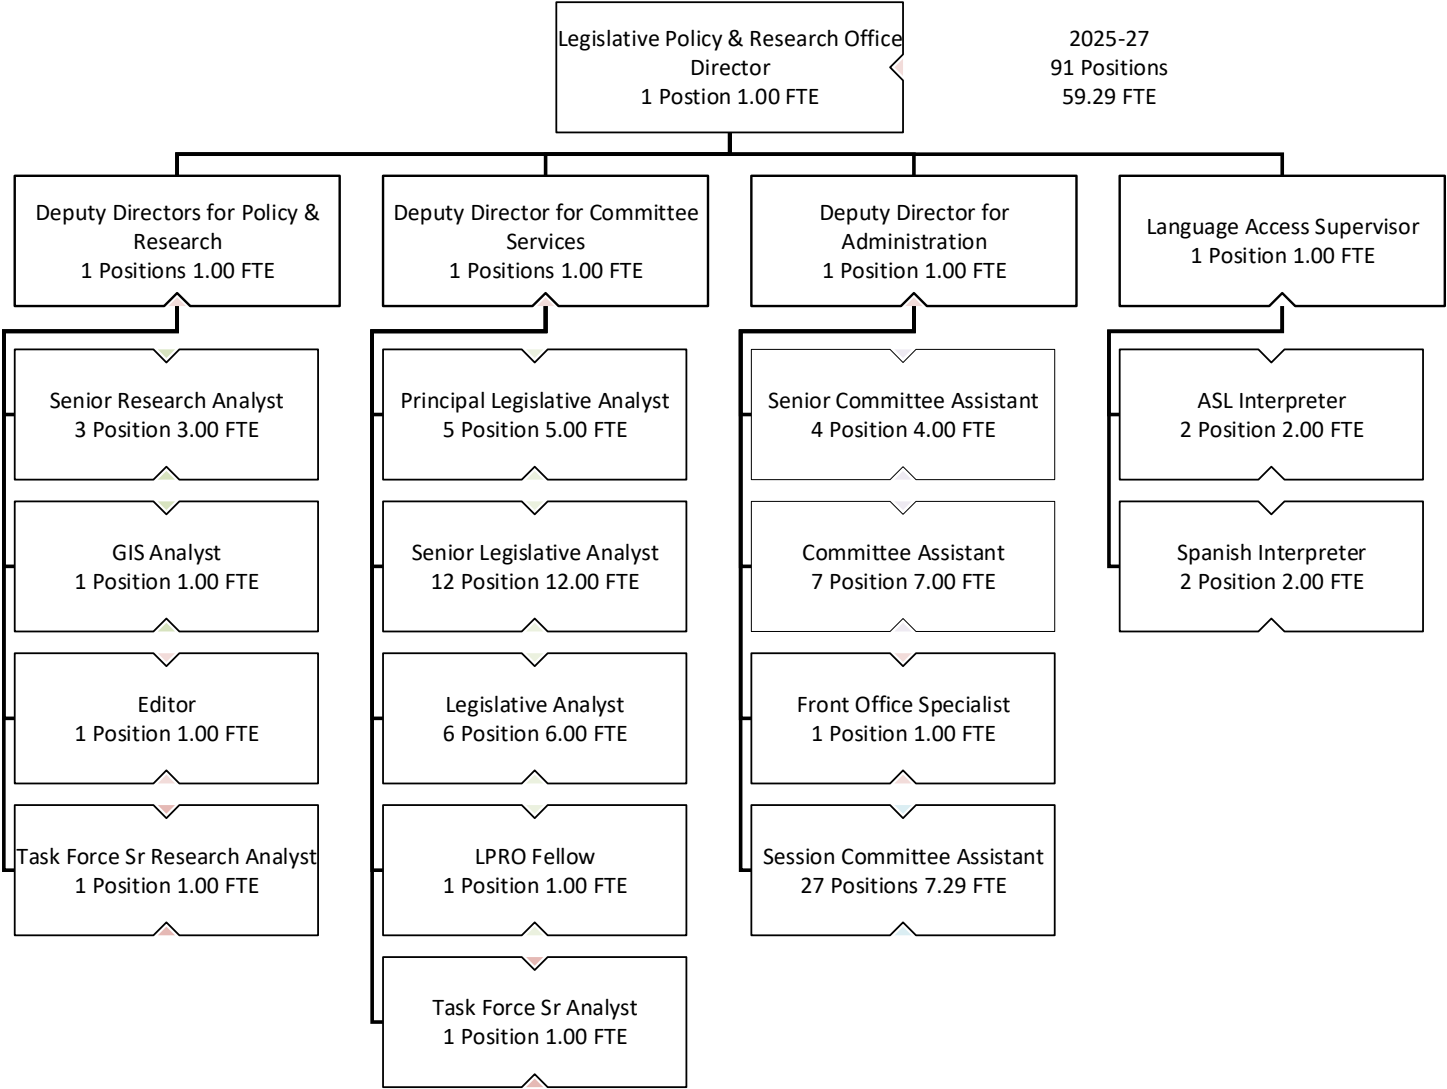 Legislative Policy & Research Office
Director
1 Postion 1.00 FTE
2025-27
91 Positions
59.29 FTE
Deputy Directors for Policy &
Research
1 Positions 1.00 FTE
Deputy Director for Committee
Services
1 Positions 1.00 FTE
Deputy Director for
Administration
1 Position 1.00 FTE
Language Access Supervisor
1 Position 1.00 FTE
Senior Research Analyst
3 Position 3.00 FTE
GIS Analyst
1 Position 1.00 FTE
Editor
1 Position 1.00 FTE
Task Force Sr Research Analyst
1 Position 1.00 FTE
Principal Legislative Analyst
5 Position 5.00 FTE
Senior Legislative Analyst
12 Position 12.00 FTE
Legislative Analyst
6 Position 6.00 FTE
LPRO Fellow
1 Position 1.00 FTE
Task Force Sr Analyst
1 Position 1.00 FTE
Senior Committee Assistant
4 Position 4.00 FTE
Committee Assistant
7 Position 7.00 FTE
Front Office Specialist
1 Position 1.00 FTE
Session Committee Assistant
27 Positions 7.29 FTE
ASL Interpreter
2 Position 2.00 FTE
Spanish Interpreter
2 Position 2.00 FTE